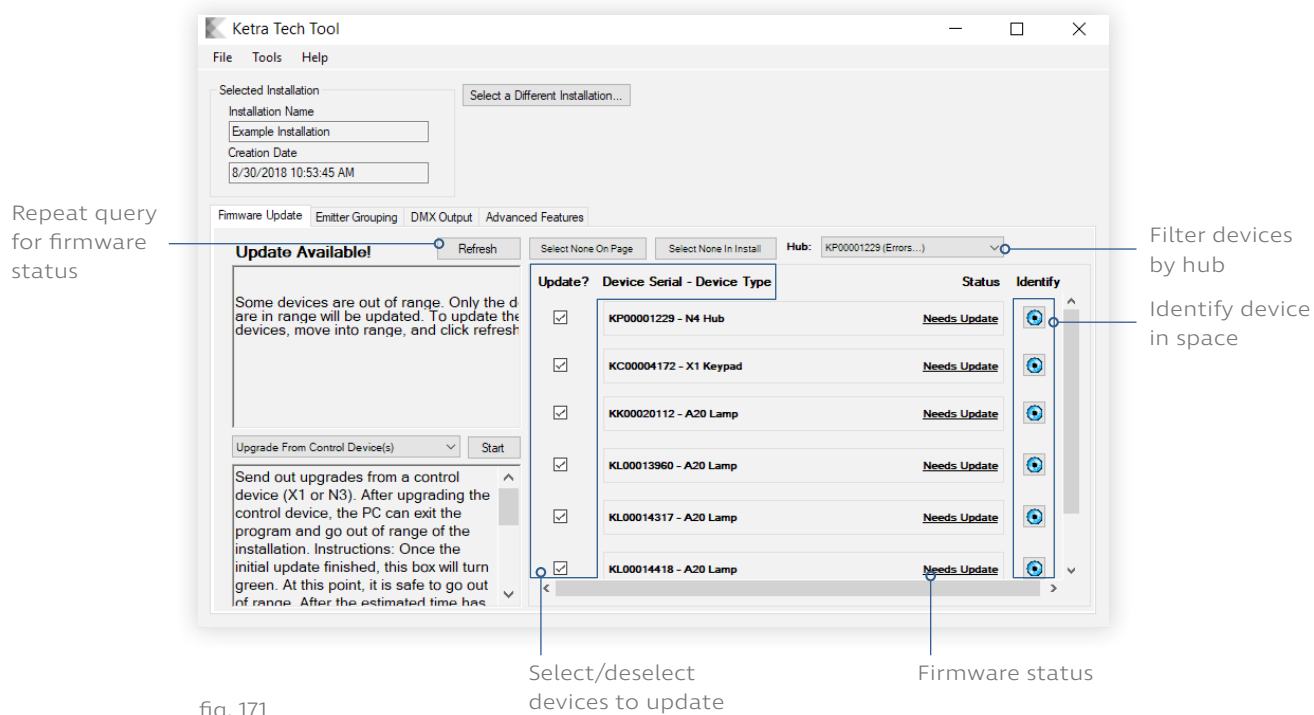 Ketra Tech Tool
File Tools Help
Selected Installation
Installation Name
Example Installation
Creation Date
8/30/2018 10:53:45 AM
Select a Different Installation...
Repeat query
for firmware
status
Firmware Update Emitter Grouping DMX Output Advanced Features
Update Available!
Refresh
Select None On Page
Select None In Install
Hub:
KP00001229 (Errors...)
Filter devices
by hub
Some devices are out of range. Only the d
are in range will be updated. To update the
devices, move into range, and click refresh
Update? Device Serial - Device Type Status Identify
KP00001229 - N4 Hub Needs Update
KC00004172 - X1 Keypad Needs Update
KK00020112 - A20 Lamp Needs Update
KL00013960 - A20 Lamp Needs Update
KL00014317 - A20 Lamp Needs Update
KL00014418 - A20 Lamp Needs Update
Identify device
in space
Upgrade From Control Device(s)
Start
Send out upgrades from a control
device (X1 or N3). After upgrading the
control device, the PC can exit the
program and go out of range of the
installation. Instructions: Once the
initial update finished, this box will turn
green. At this point, it is safe to go out
of range. After the estimated time has
Select/deselect
devices to update
Firmware status
fig. 171